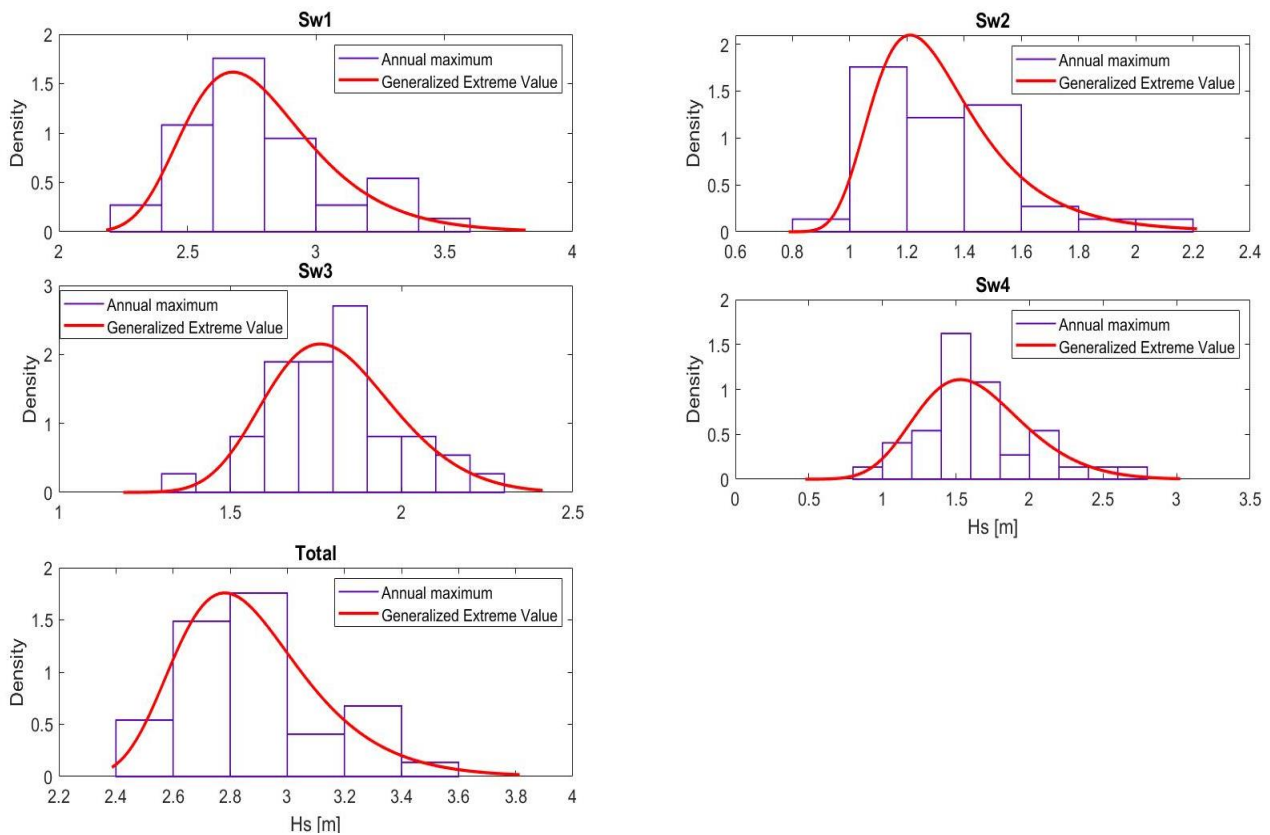 Sw1
Density
2
1.5
1
0.5
0
2 2.5 3 3.5 4
Annual maximum
Generalized Extreme Value
Sw2
Density
2
1.5
1
0.5
0
0.6 0.8 1 1.2 1.4 1.6 1.8 2 2.2 2.4
Annual maximum
Generalized Extreme Value
Sw3
Density
3
2
1
0
1 1.5 2 2.5
Annual maximum
Generalized Extreme Value
Sw4
Density
2
1.5
1
0.5
0
0 0.5 1 1.5 2 2.5 3 3.5
Hs [m]
Annual maximum
Generalized Extreme Value
Total
Density
2
1.5
1
0.5
0
2.2 2.4 2.6 2.8 3 3.2 3.4 3.6 3.8 4
Hs [m]
Annual maximum
Generalized Extreme Value